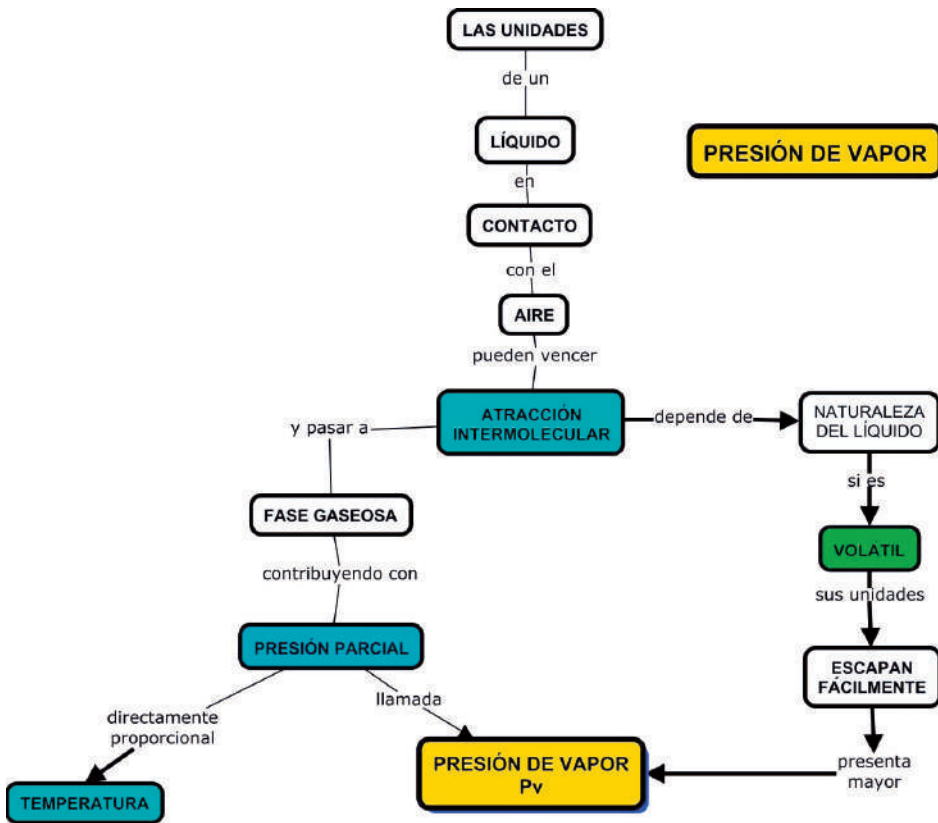 LAS UNIDADES
de un
LÍQUIDO
PRESIÓN DE VAPOR
en
CONTACTO
con el
AIRE
pueden vencer
ATRACCIÓN
INTERMOLECULAR
depende de
NATURALEZA
DEL LÍQUIDO
y pasar a
si es
FASE GASEOSA
VOLÁTIL
contribuyendo con
sus unidades
PRESIÓN PARCIAL
ESCAPAN
FÁCILMENTE
llamada
directamente
proporcional
PRESIÓN DE VAPOR
Pv
presenta
mayor
TEMPERATURA